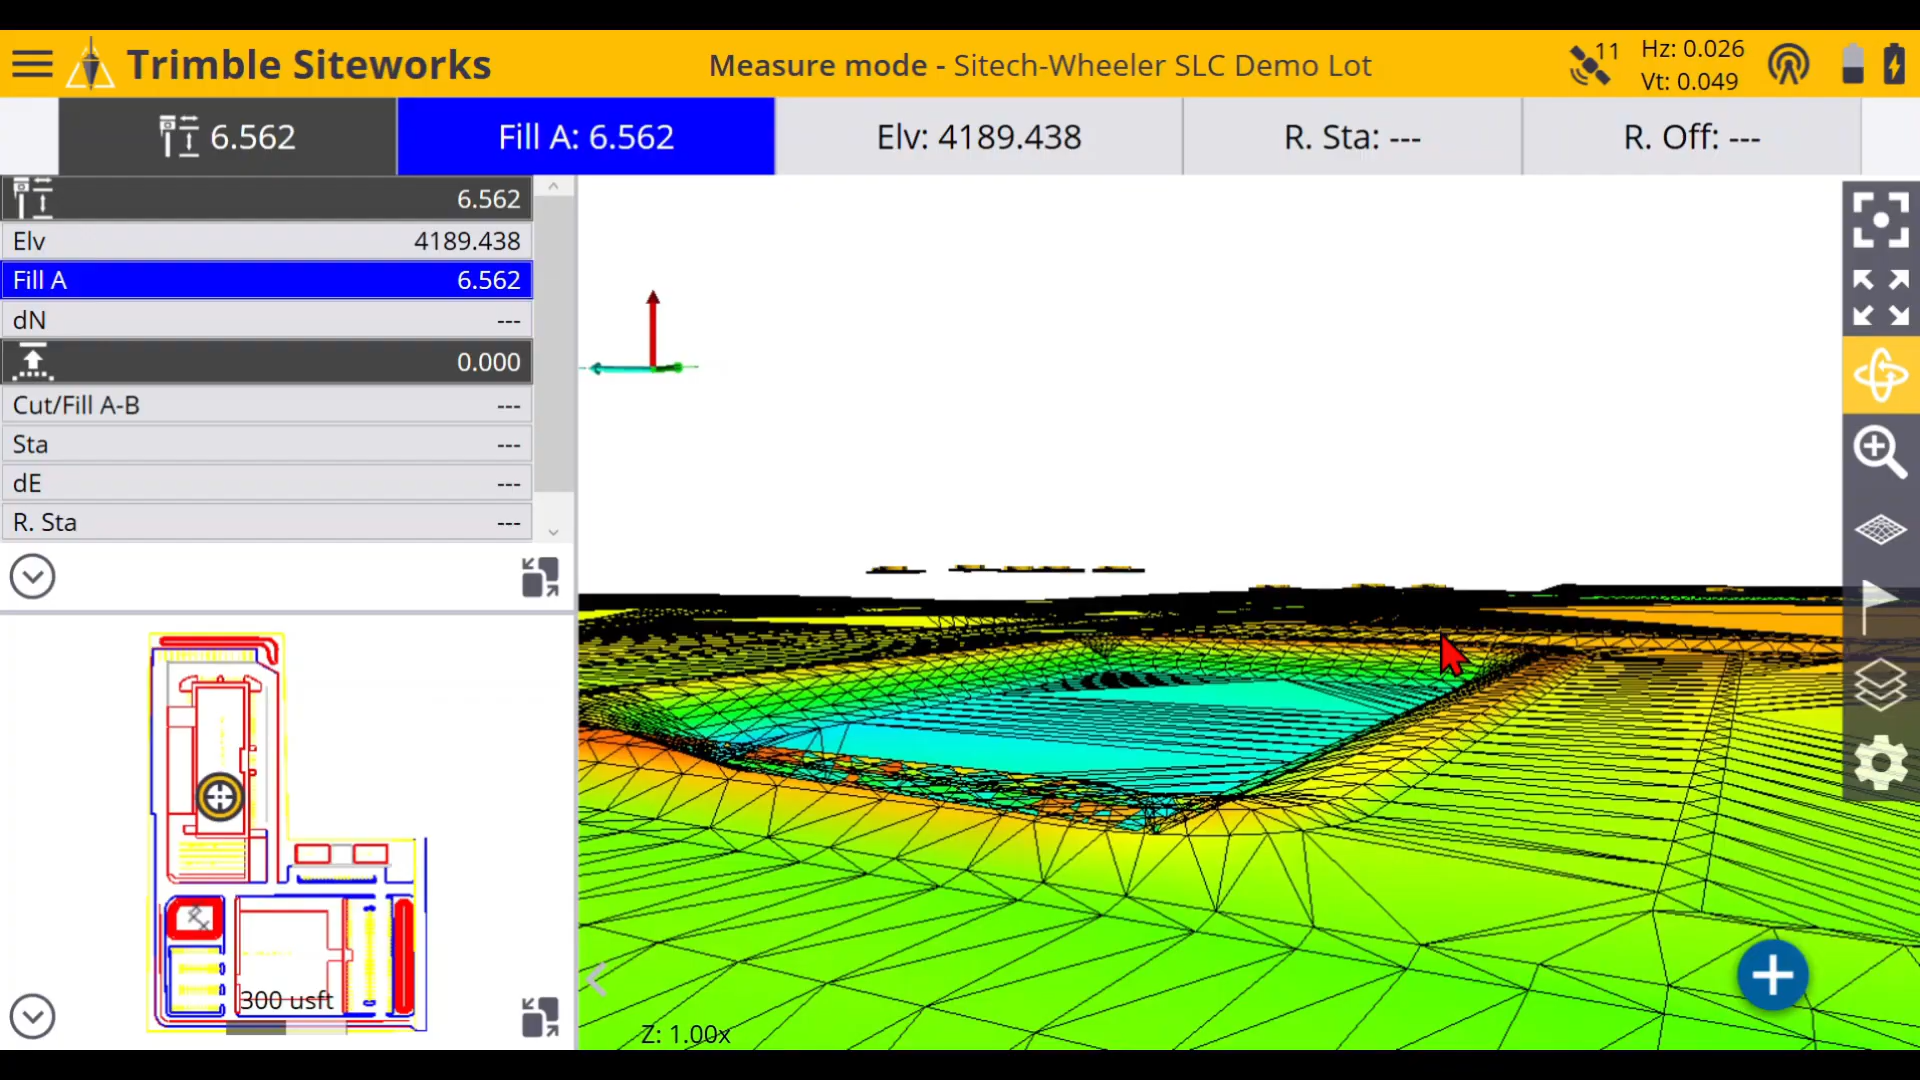 Trimble Siteworks
Measure mode - Sitech-Wheeler SLC Demo Lot
11
Hz: 0.026
Vt: 0.049
6.562
Fill A: 6.562
Elv: 4189.438
R. Sta: ---
R. Off: ---
6.562
Elv 4189.438
Fill A 6.562
dN ---
0.000
Cut/Fill A-B ---
Sta ---
dE ---
R. Sta ---
300 usft
Z: 1.00x